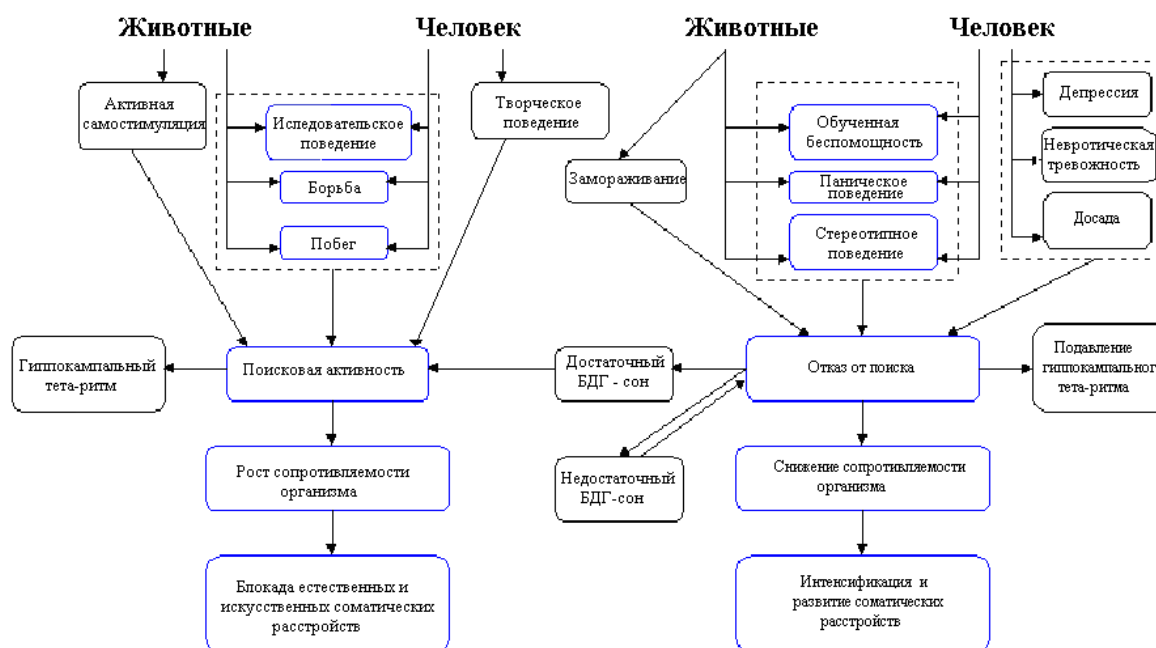 Животные
Человек
Животные
Человек
Активная
самостимуляция
Иследовательское
поведение
Борьба
Побег
Творческое
поведение
Замораживание
Обученная
беспомощность
Паническое
поведение
Стереотипное
поведение
Депрессия
Невротическая
тревожность
Досада
Гиппокампальный
тета-ритм
Поисковая активность
Достаточный
БДГ - сон
Отказ от поиска
Подавление
гиппокампального
тета-ритма
Недостаточный
БДГ-сон
Рост сопротивляемости
организма
Снижение сопротивляемости
организма
Блокада естественных и
искусственных соматических
расстройств
Интенсификация и
развитие соматических
расстройств